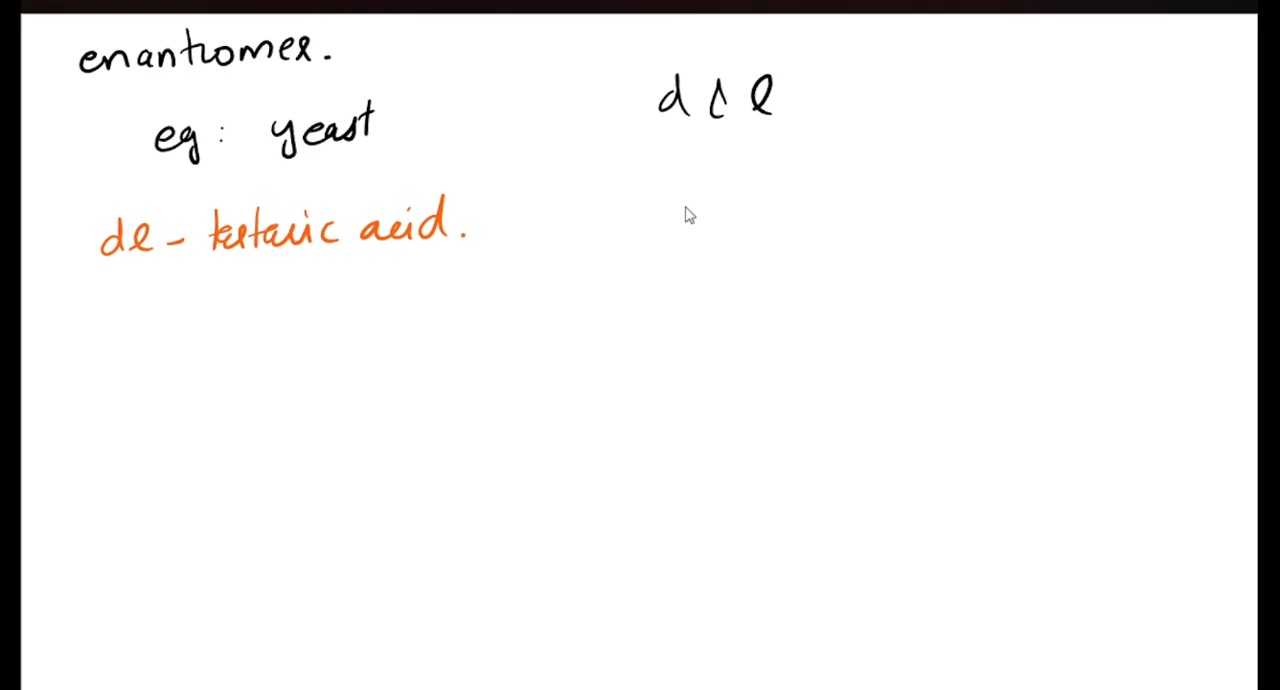 enantiomer.
eg: yeast
d & l
dl - tartaric acid.